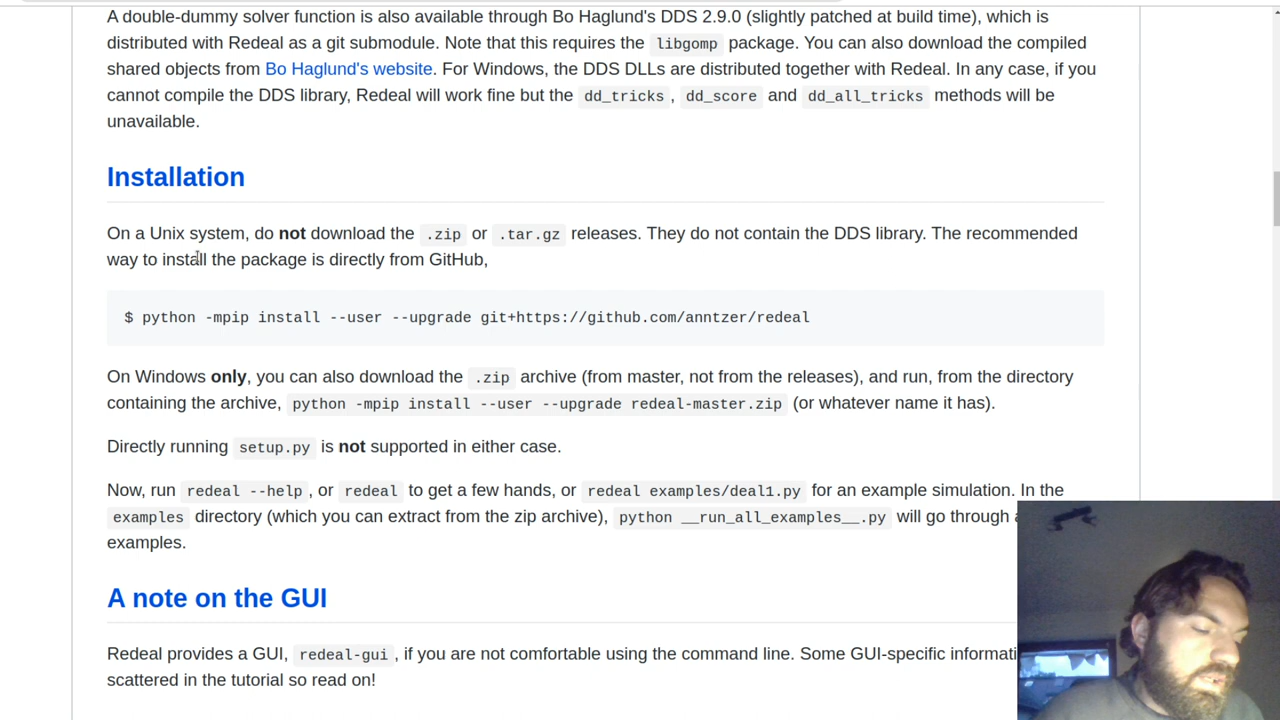 A double-dummy solver function is also available through Bo Haglund's DDS 2.9.0 (slightly patched at build time), which is
distributed with Redeal as a git submodule. Note that this requires the libgomp package. You can also download the compiled
shared objects from Bo Haglund's website. For Windows, the DDS DLLs are distributed together with Redeal. In any case, if you
cannot compile the DDS library, Redeal will work fine but the dd_tricks, dd_score and dd_all_tricks methods will be
unavailable.
Installation
On a Unix system, do not download the .zip or .tar.gz releases. They do not contain the DDS library. The recommended
way to install the package is directly from GitHub,
$ python -mpip install --user --upgrade git+https://github.com/anntzer/redeal
On Windows only, you can also download the .zip archive (from master, not from the releases), and run, from the directory
containing the archive, python -mpip install --user --upgrade redeal-master.zip (or whatever name it has).
Directly running setup.py is not supported in either case.
Now, run redeal --help, or redeal to get a few hands, or redeal examples/deal1.py for an example simulation. In the
examples directory (which you can extract from the zip archive), python __run_all_examples__.py will go through
examples.
A note on the GUI
Redeal provides a GUI, redeal-gui, if you are not comfortable using the command line. Some GUI-specific
scattered in the tutorial so read on!